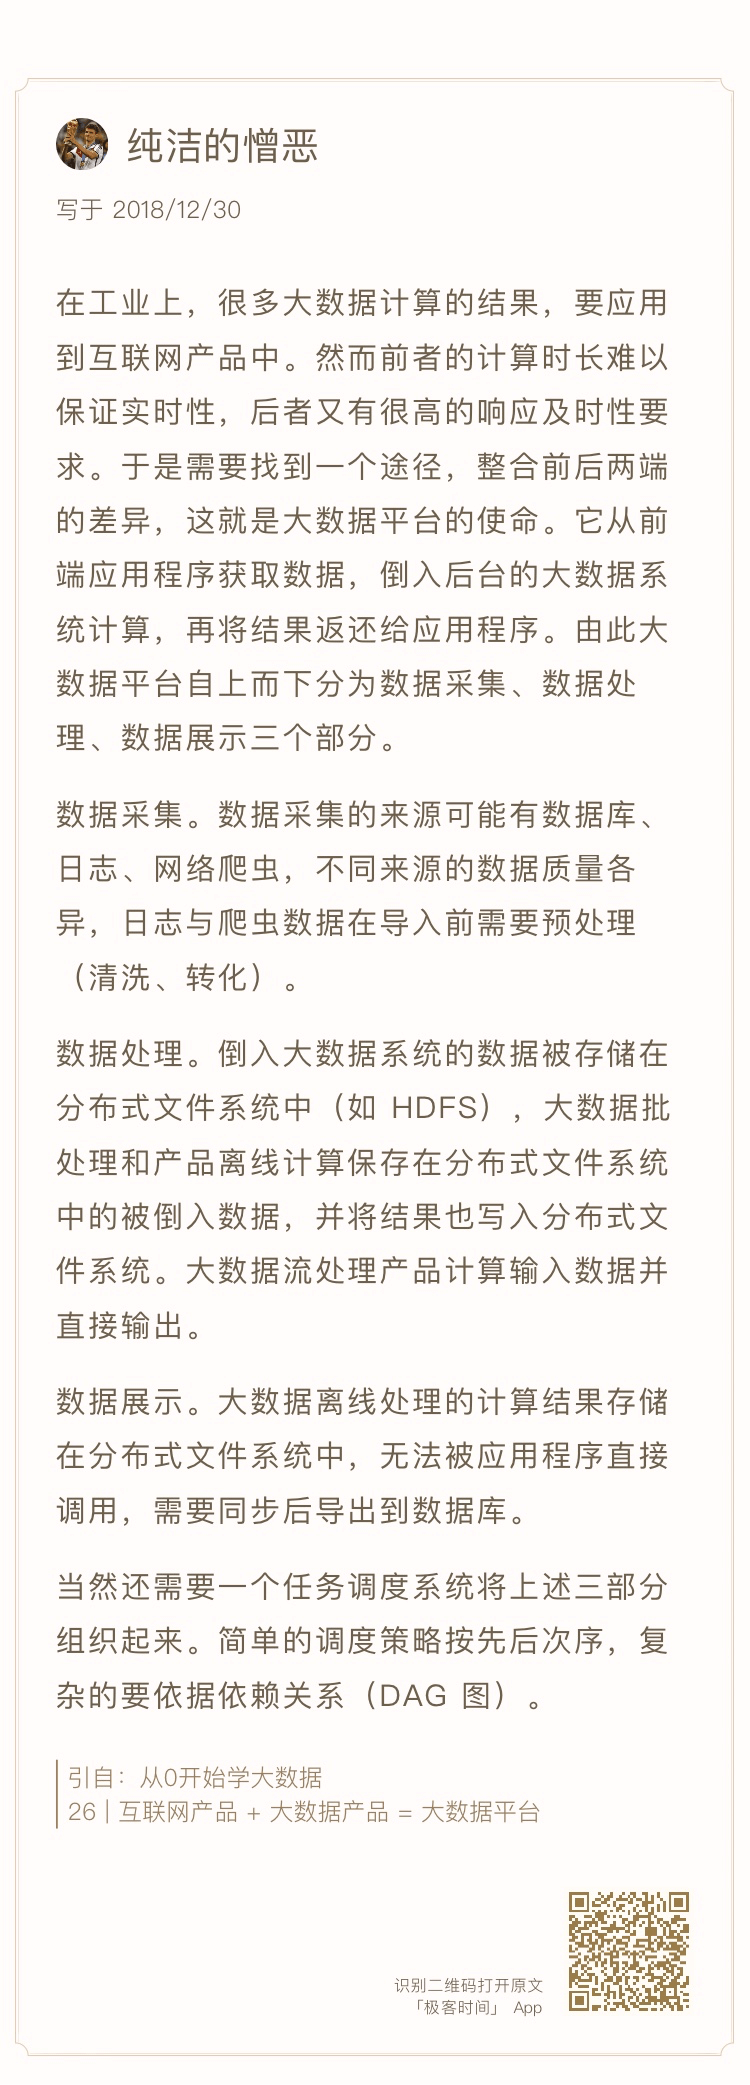 纯洁的憎恶
写于 2018/12/30
在工业上，很多大数据计算的结果，要应用
到互联网产品中。然而前者的计算时长难以
保证实时性，后者又有很高的响应及时性要
求。于是需要找到一个途径，整合前后两端
的差异，这就是大数据平台的使命。它从前
端应用程序获取数据，倒入后台的大数据系
统计算，再将结果返还给应用程序。由此大
数据平台自上而下分为数据采集、数据处
理、数据展示三个部分。
数据采集。数据采集的来源可能有数据库、
日志、网络爬虫，不同来源的数据质量各
异，日志与爬虫数据在导入前需要预处理
（清洗、转化）。
数据处理。倒入大数据系统的数据被存储在
分布式文件系统中（如 HDFS），大数据批
处理和产品离线计算保存在分布式文件系统
中的被倒入数据，并将结果也写入分布式文
件系统。大数据流处理产品计算输入数据并
直接输出。
数据展示。大数据离线处理的计算结果存储
在分布式文件系统中，无法被应用程序直接
调用，需要同步后导出到数据库。
当然还需要一个任务调度系统将上述三部分
组织起来。简单的调度策略按先后次序，复
杂的要依据依赖关系（DAG 图）。
引自：从0开始学大数据
26 | 互联网产品 + 大数据产品 = 大数据平台
识别二维码打开原文
「极客时间」 App